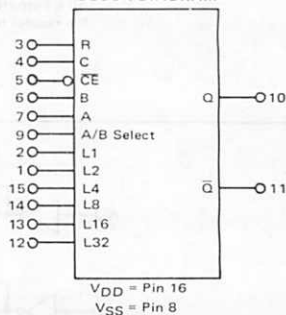 3 R
4 C
5 CE
6 B
7 A
9 A/B Select
2 L1
1 L2
15 L4
14 L8
13 L16
12 L32
Q 10
Q 11
VDD = Pin 16
VSS = Pin 8